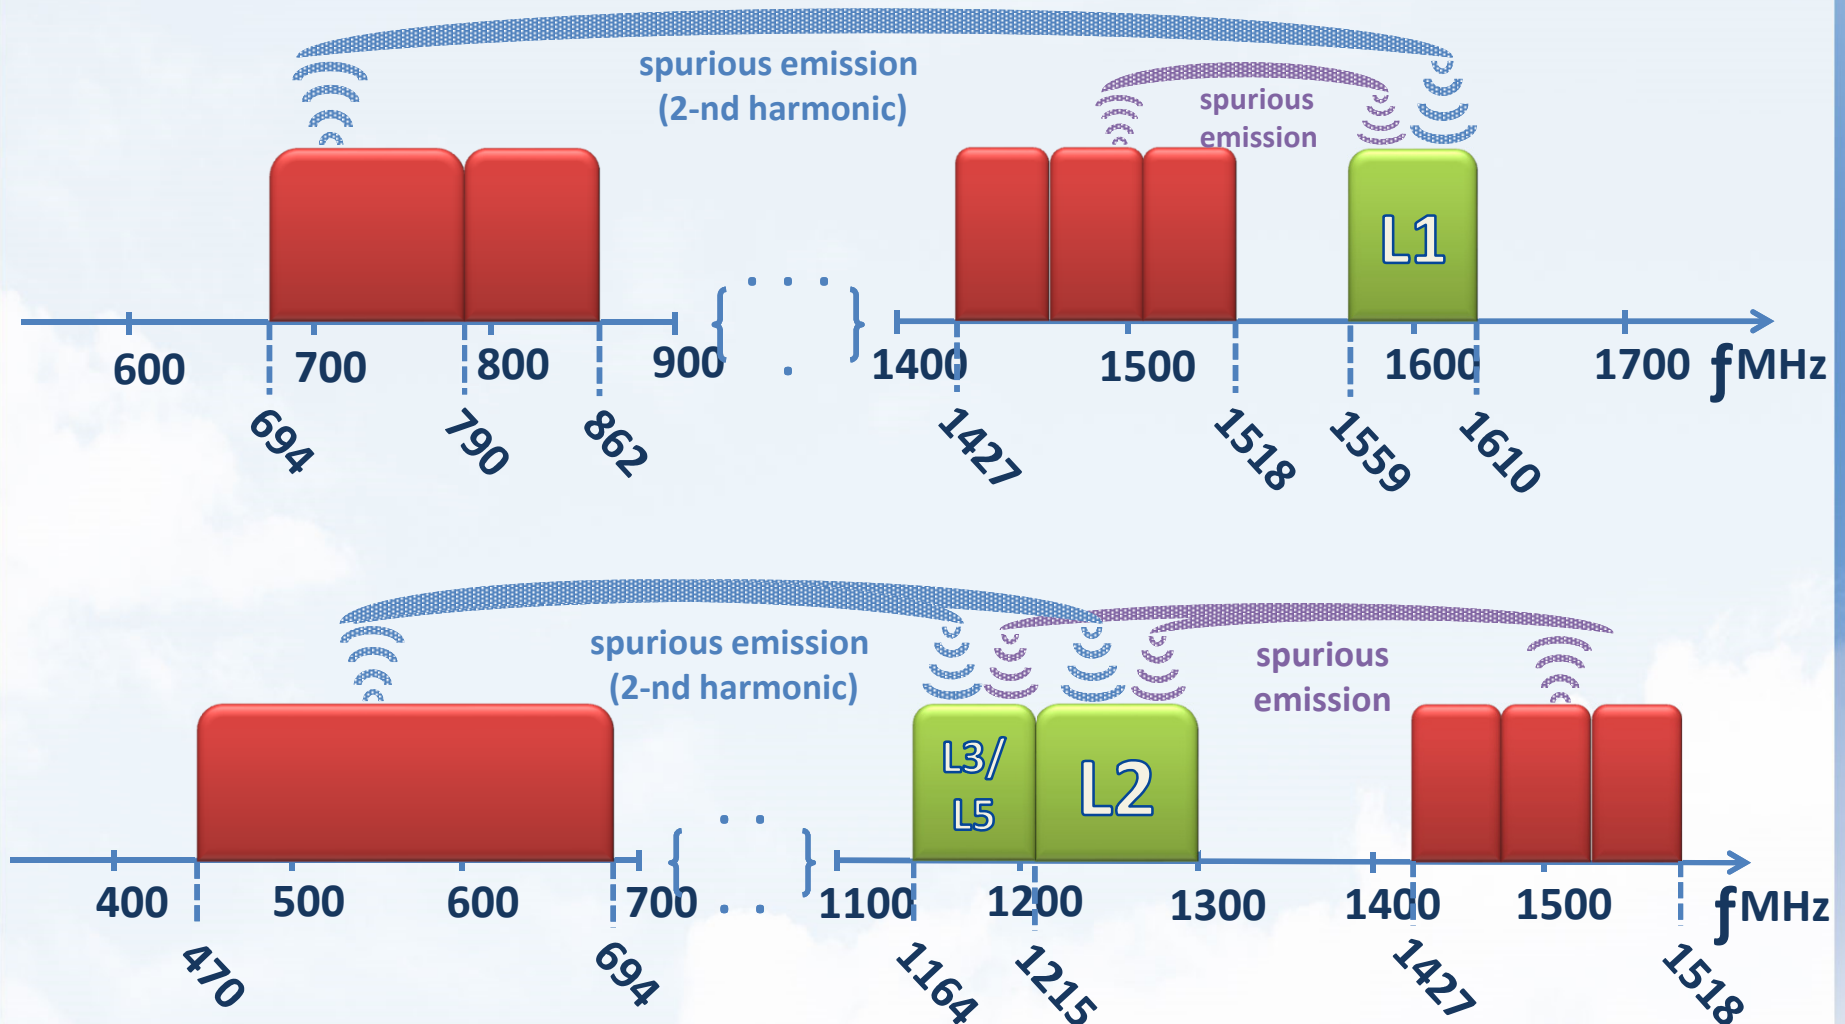 spurious emission
(2-nd harmonic)
spurious
emission
L1
600
700
800
900
. . .
.
1400
1500
1600
1700
ƒMHz
694
790
862
1427
1518
1559
1610
spurious emission
(2-nd harmonic)
spurious
emission
L3/
L5
L2
400
500
600
700
. .
. .
1100
1200
1300
1400
1500
ƒMHz
470
694
1164
1215
1427
1518